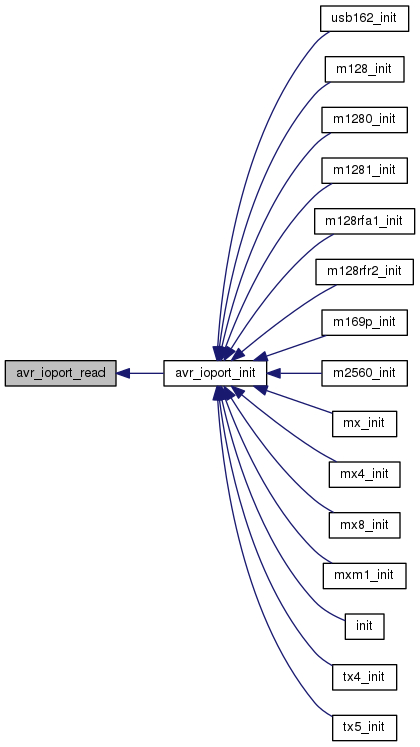 usb162_init
m128_init
m1280_init
m1281_init
m128rfa1_init
m128rfr2_init
m169p_init
avr_ioport_read
avr_ioport_init
m2560_init
mx_init
mx4_init
mx8_init
mxm1_init
init
tx4_init
tx5_init